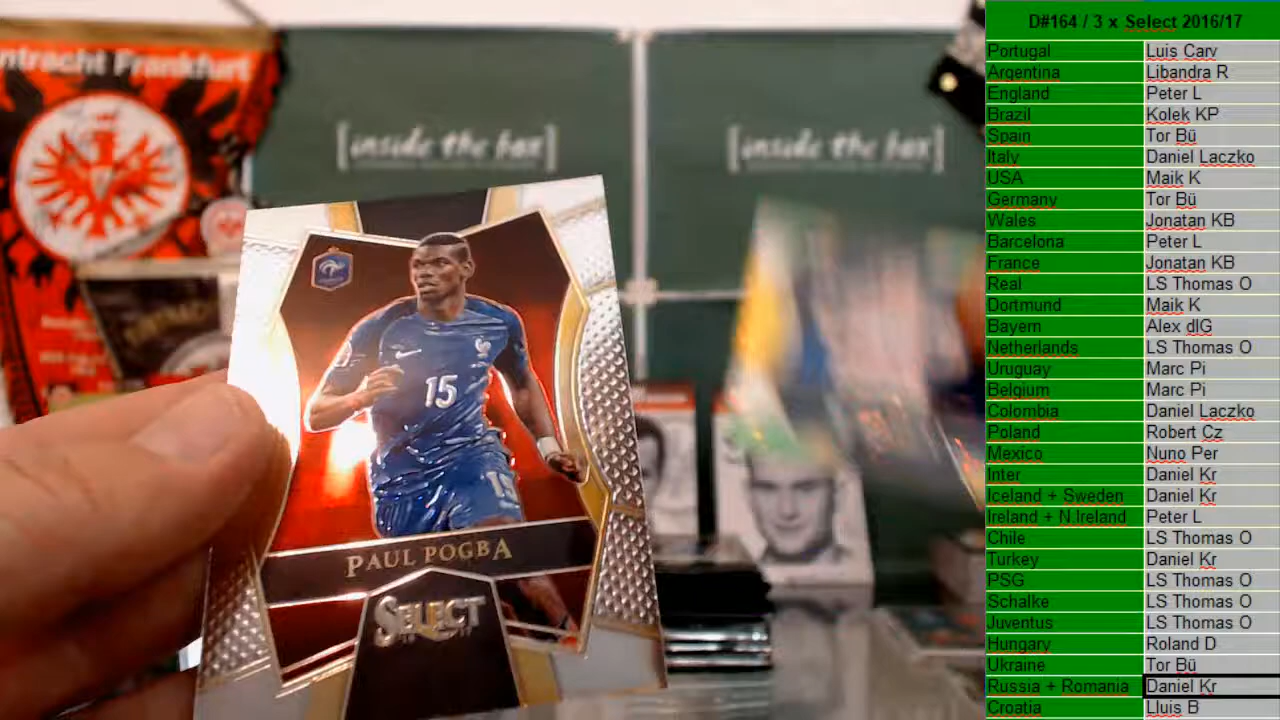 ntracht Frankfurt
[inside the box]
[inside the box]
15
15
PAUL POGBA
SELECT
D#164 / 3 x Select 2016/17
Portugal Luis Carv
Argentina Libandra R
England Peter L
Brazil Kolek KP
Spain Tor Bü
Italy Daniel Laczko
USA Maik K
Germany Tor Bü
Wales Jonatan KB
Barcelona Peter L
France Jonatan KB
Real LS Thomas O
Dortmund Maik K
Bayern Alex dlG
Netherlands LS Thomas O
Uruguay Marc Pi
Belgium Marc Pi
Colombia Daniel Laczko
Poland Robert Cz
Mexico Nuno Per
Inter Daniel Kr
Iceland + Sweden Daniel Kr
Ireland + N.Ireland Peter L
Chile LS Thomas O
Turkey Daniel Kr
PSG LS Thomas O
Schalke LS Thomas O
Juventus LS Thomas O
Hungary Roland D
Ukraine Tor Bü
Russia + Romania Daniel Kr
Croatia Lluis B